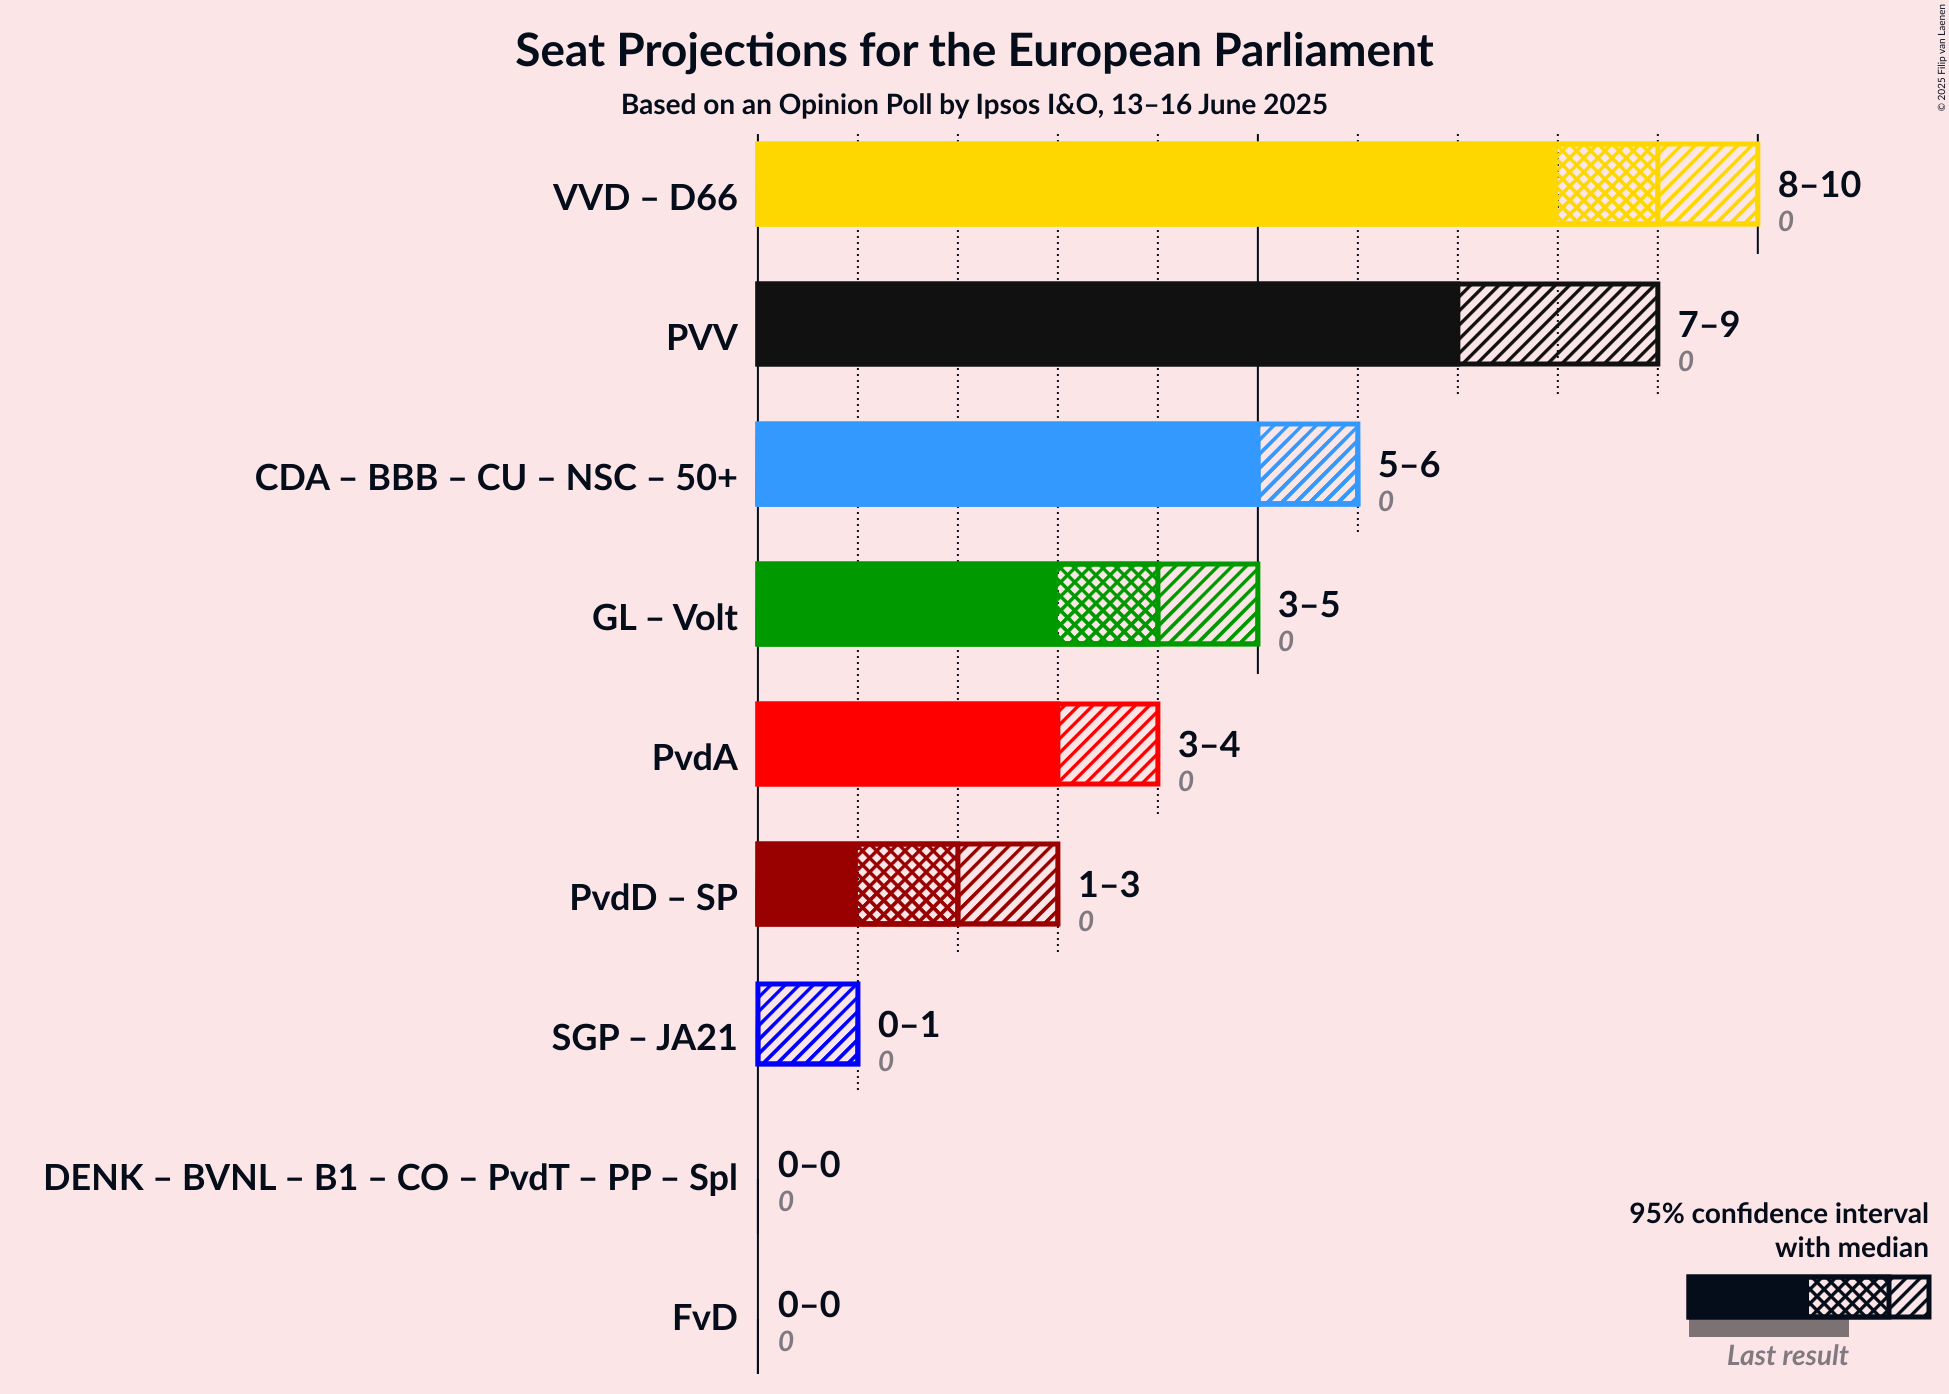 Seat Projections for the European Parliament
Based on an Opinion Poll by Ipsos I&O, 13–16 June 2025
© 2025 Filip van Laenen
VVD – D66
8–10
0
PVV
7–9
0
CDA – BBB – CU – NSC – 50+
5–6
0
GL – Volt
3–5
0
PvdA
3–4
0
PvdD – SP
1–3
0
SGP – JA21
0–1
0
DENK – BVNL – B1 – CO – PvdT – PP – Spl
0–0
0
FvD
0–0
0
95% confidence interval
with median
Last result